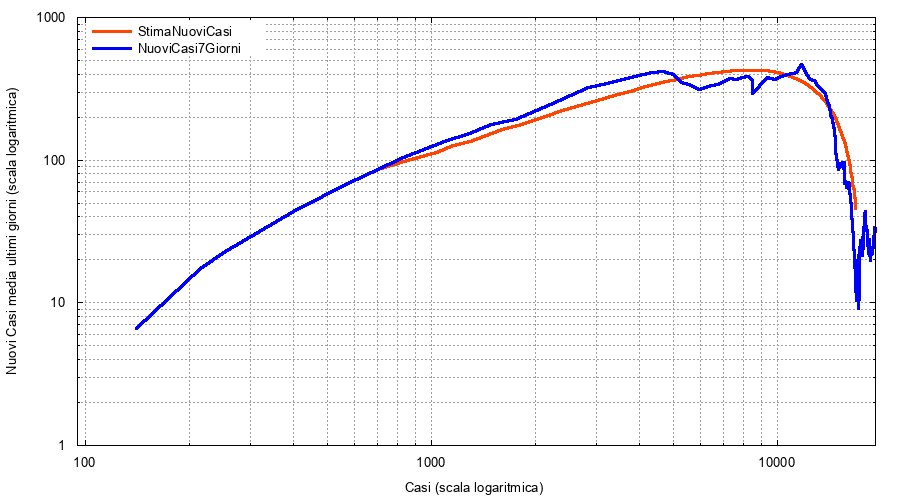 1000
StimaNuoviCasi
NuoviCasi7Giorni
100
10
1
100
1000
10000
Nuovi Casi media ultimi giorni (scala logaritmica)
Casi (scala logaritmica)